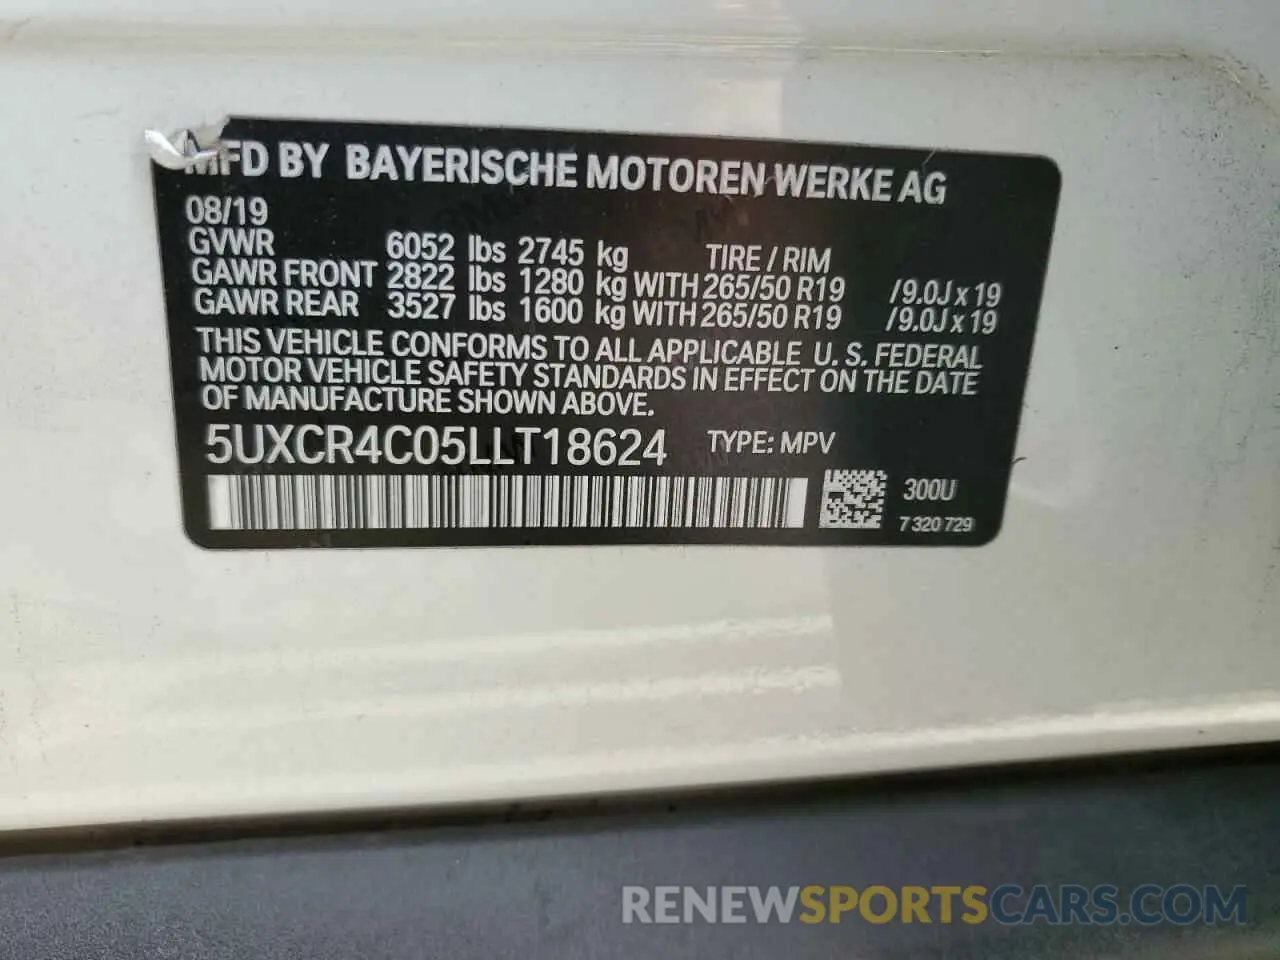 MFD BY BAYERISCHE MOTOREN WERKE AG
08/19
GVWR 6052 lbs 2745 kg TIRE / RIM
GAWR FRONT 2822 lbs 1280 kg WITH 265/50 R19 /9.0J x 19
GAWR REAR 3527 lbs 1600 kg WITH 265/50 R19 /9.0J x 19
THIS VEHICLE CONFORMS TO ALL APPLICABLE U. S. FEDERAL
MOTOR VEHICLE SAFETY STANDARDS IN EFFECT ON THE DATE
OF MANUFACTURE SHOWN ABOVE.
5UXCR4C05LLT18624 TYPE: MPV
300U
7 320 729
RENEWSPORTSCARS.COM